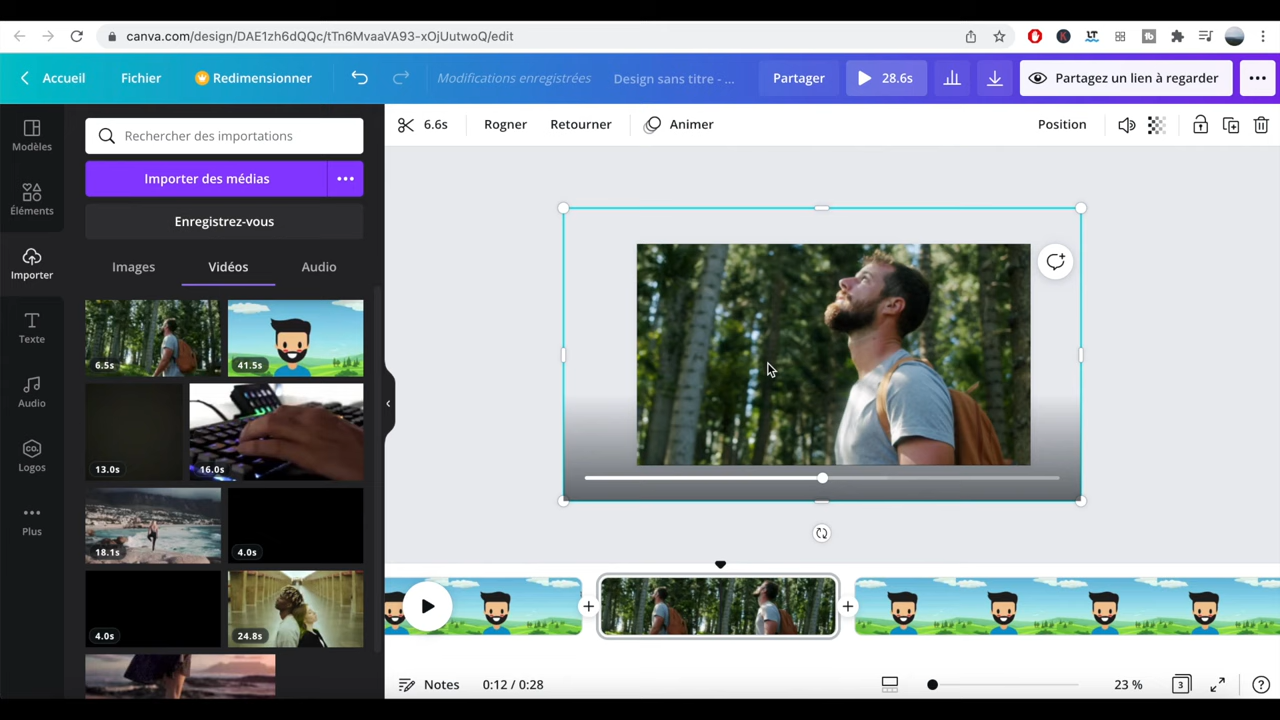 canva.com/design/DAE1zh6dQQc/tTn6MvaaVA93-xOjUutwoQ/edit
Accueil
Fichier
Redimensionner
Modifications enregistrées
Design sans titre - ...
Partager
28.6s
Partagez un lien à regarder
Modèles
Éléments
Importer
Texte
Audio
CO.
Logos
Plus
Rechercher des importations
Importer des médias
Enregistrez-vous
Images
Vidéos
Audio
6.5s
41.5s
13.0s
16.0s
18.1s
4.0s
4.0s
24.8s
6.6s
Rogner
Retourner
Animer
Position
Notes
0:12 / 0:28
23 %
3